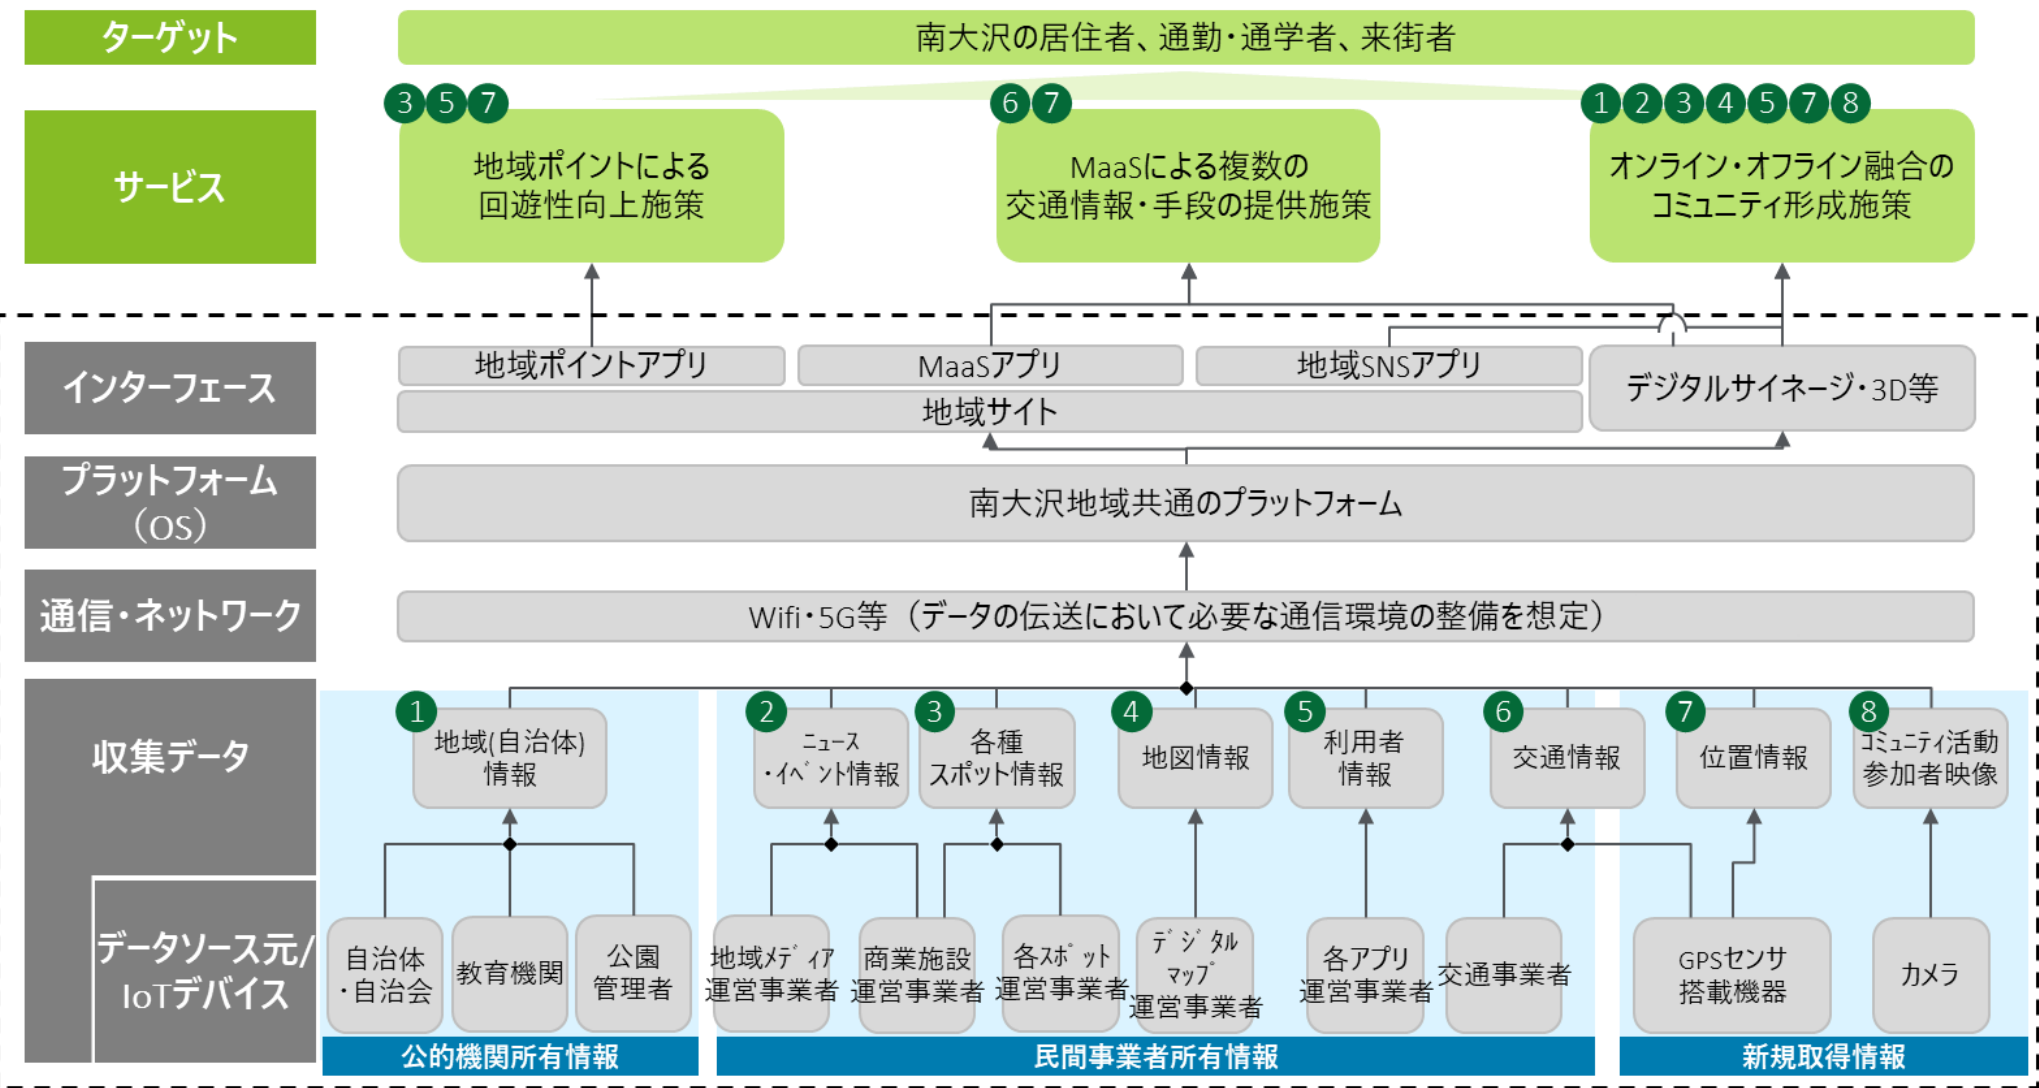 ターゲット
南大沢の居住者、通勤・通学者、来街者
3 5 7
6 7
1 2 3 4 5 7 8
サービス
地域ポイントによる
回遊性向上施策
MaaSによる複数の
交通情報・手段の提供施策
オンライン・オフライン融合の
コミュニティ形成施策
インターフェース
地域ポイントアプリ
MaaSアプリ
地域SNSアプリ
地域サイト
デジタルサイネージ・3D等
プラットフォーム
（OS）
南大沢地域共通のプラットフォーム
通信・ネットワーク
Wifi・5G等（データの伝送において必要な通信環境の整備を想定）
収集データ
1
地域(自治体)
情報
2
ﾆｭｰｽ
・ｲﾍﾞﾝﾄ情報
3
各種
スポット情報
4
地図情報
5
利用者
情報
6
交通情報
7
位置情報
8
ｺﾐｭﾆﾃｨ活動
参加者映像
データソース元/
IoTデバイス
自治体
・自治会
教育機関
公園
管理者
地域ﾒﾃﾞｨｱ
運営事業者
商業施設
運営事業者
各ｽﾎﾟｯﾄ
運営事業者
ﾃﾞｼﾞﾀﾙ
ﾏｯﾌﾟ
運営事業者
各アプリ
運営事業者
交通事業者
GPSセンサ
搭載機器
カメラ
公的機関所有情報
民間事業者所有情報
新規取得情報